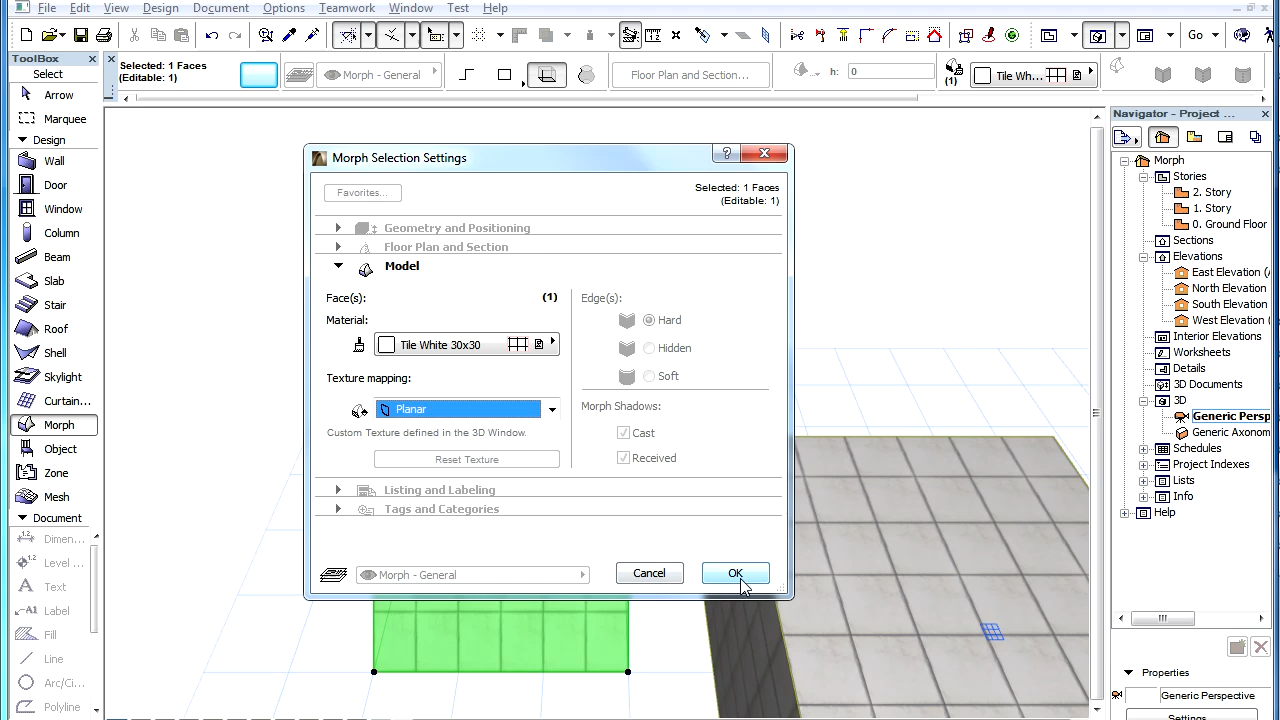 File Edit View Design Document Options Teamwork Window Test Help
Go
ToolBox
Select
Arrow
Marquee
Design
Wall
Door
Window
Column
Beam
Slab
Stair
Roof
Shell
Skylight
Curtain...
Morph
Object
Zone
Mesh
Document
Dimen...
Level ...
Text
Label
Fill
Line
Arc/Ci...
Polyline
Selected: 1 Faces
(Editable: 1)
Morph - General
Floor Plan and Section...
h:
0
(1)
Tile Wh...
Morph Selection Settings
Favorites...
Selected: 1 Faces
(Editable: 1)
Geometry and Positioning
Floor Plan and Section
Model
Face(s):
(1)
Material:
Tile White 30x30
Texture mapping:
Planar
Custom Texture defined in the 3D Window.
Reset Texture
Edge(s):
Hard
Hidden
Soft
Morph Shadows:
Cast
Received
Listing and Labeling
Tags and Categories
Morph - General
Cancel
OK
Navigator - Project ...
Morph
Stories
2. Story
1. Story
0. Ground Floor
Sections
Elevations
East Elevation (
North Elevation
South Elevation
West Elevation (
Interior Elevations
Worksheets
Details
3D Documents
3D
Generic Persp
Generic Axonom
Schedules
Project Indexes
Lists
Info
Help
Properties
Generic Perspective
Settings